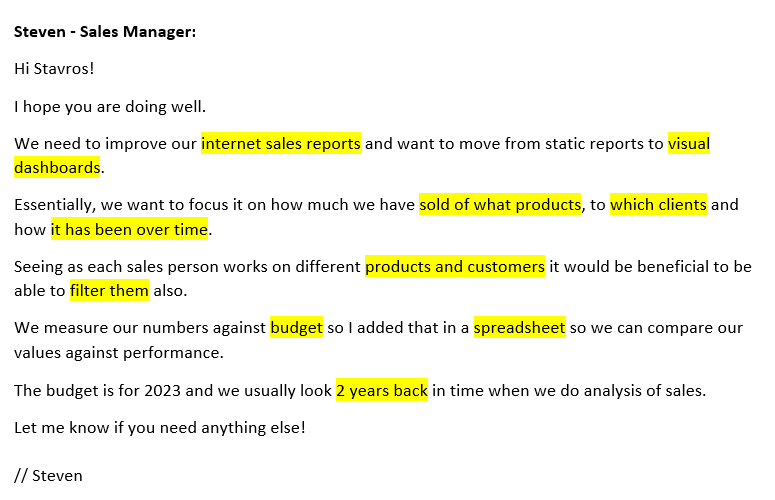 Steven - Sales Manager:
Hi Stavros!
I hope you are doing well.
We need to improve our internet sales reports and want to move from static reports to visual
dashboards.
Essentially, we want to focus it on how much we have sold of what products, to which clients and
how it has been over time.
Seeing as each sales person works on different products and customers it would be beneficial to be
able to filter them also.
We measure our numbers against budget so I added that in a spreadsheet so we can compare our
values against performance.
The budget is for 2023 and we usually look 2 years back in time when we do analysis of sales.
Let me know if you need anything else!
// Steven